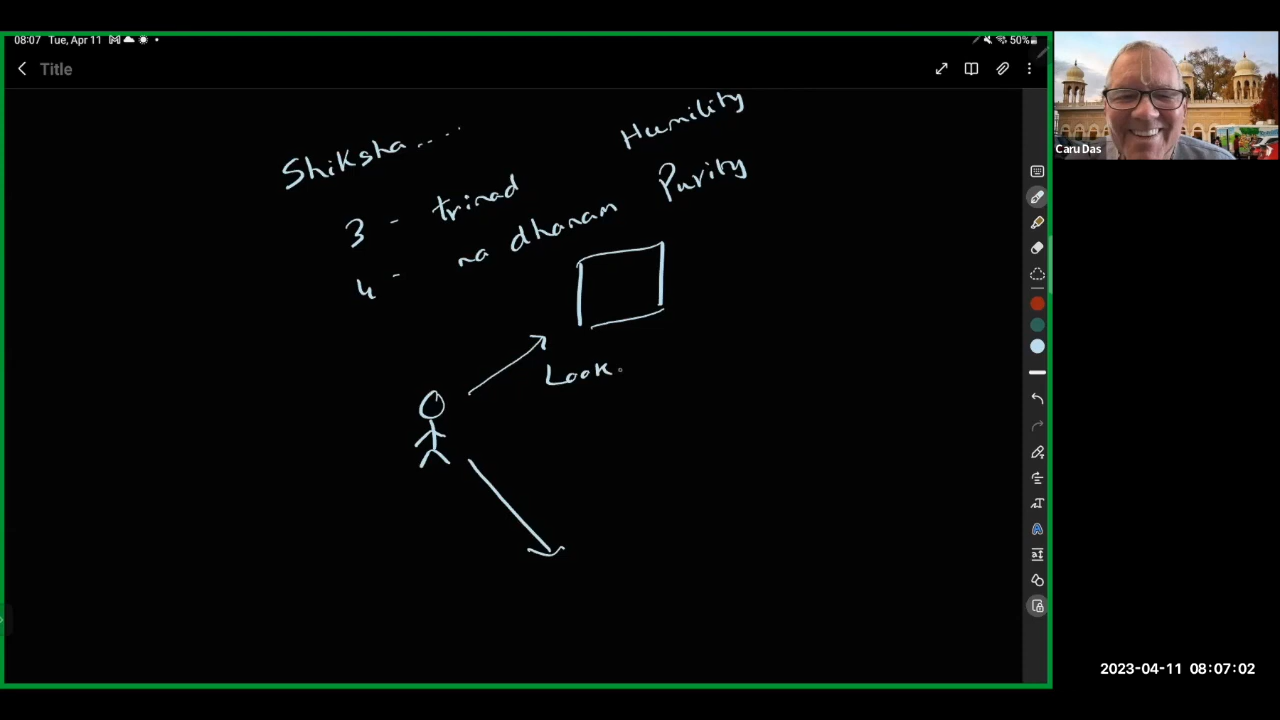 08:07 Tue, Apr 11
50%
Title
Humility
Shiksha....
Purity
3 - trinad
4 - na dhanam
Look.
Caru Das
2023-04-11 08:07:02